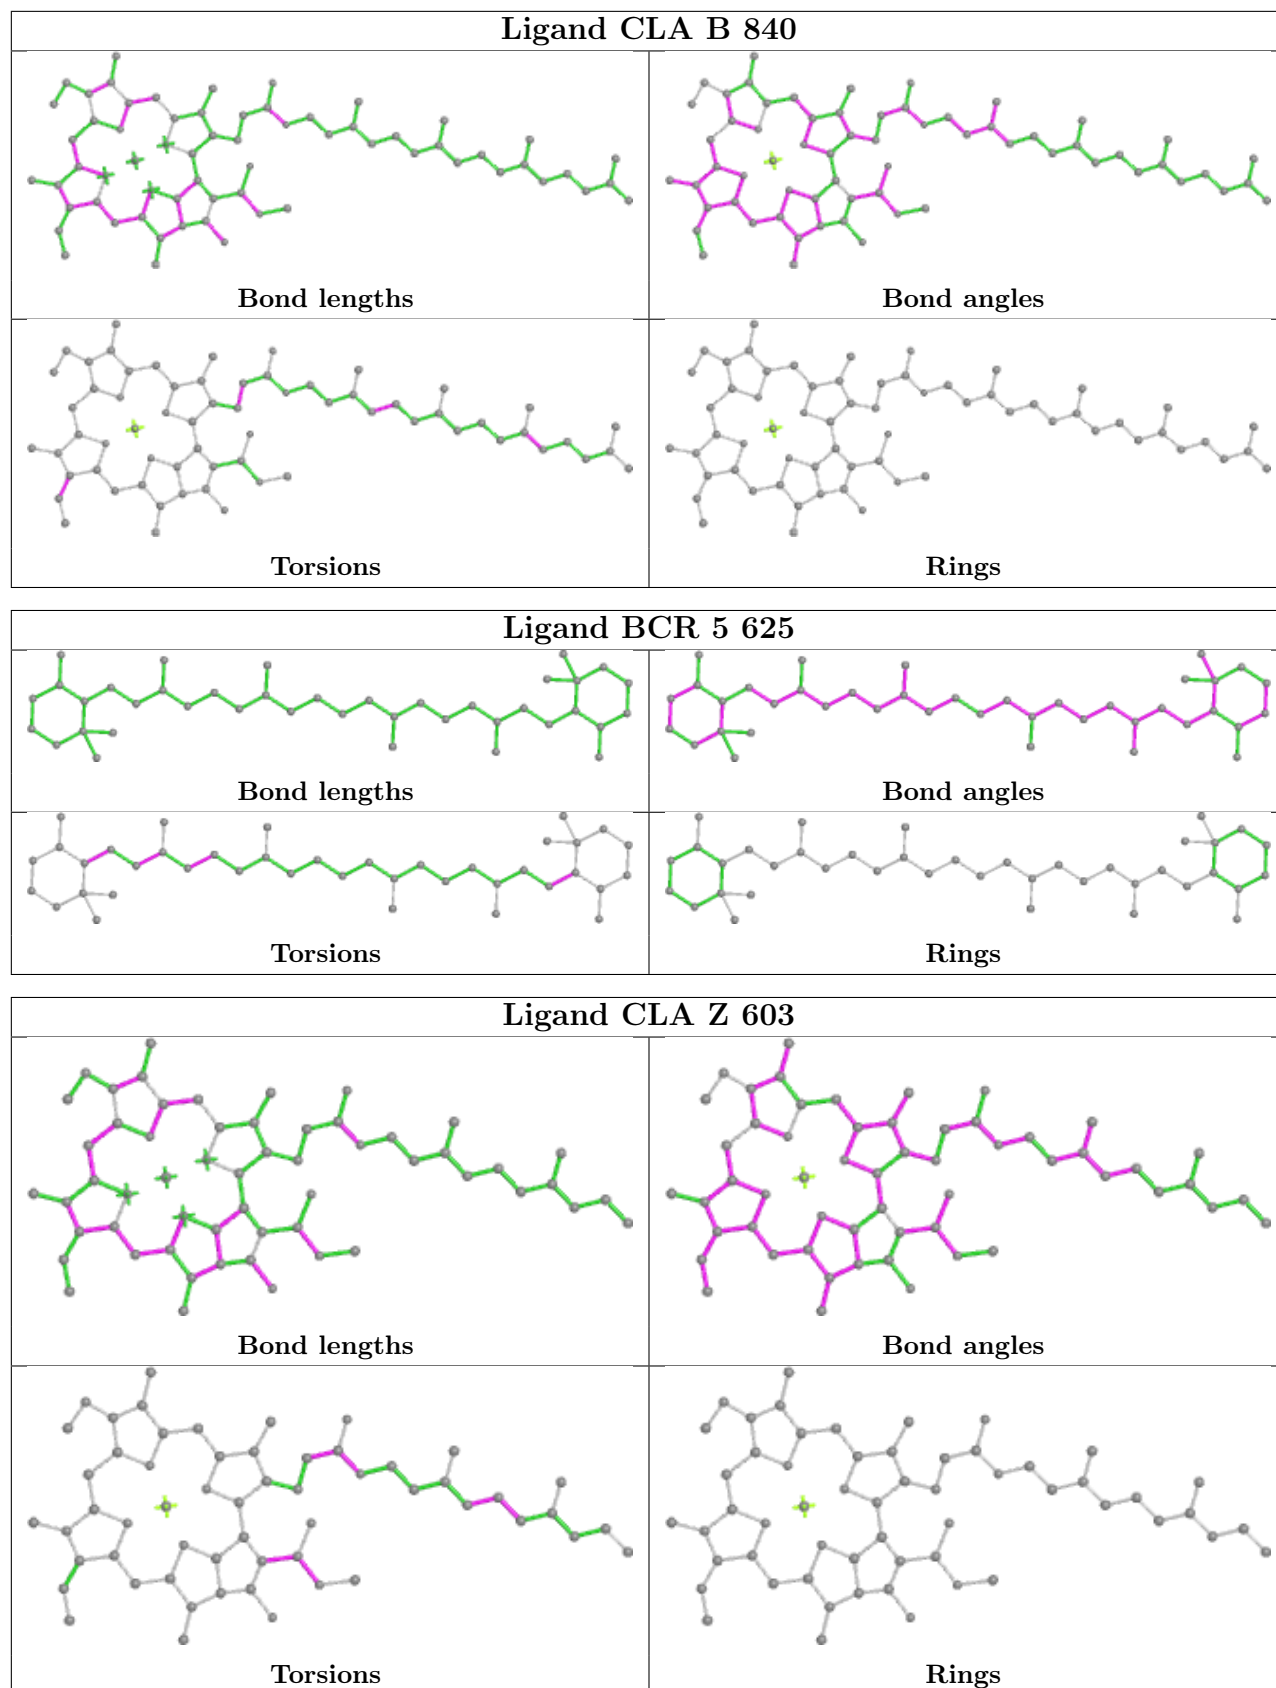 Ligand CLA B 840
Bond lengths
Bond angles
Torsions
Rings
Ligand BCR 5 625
Bond lengths
Bond angles
Torsions
Rings
Ligand CLA Z 603
Bond lengths
Bond angles
Torsions
Rings